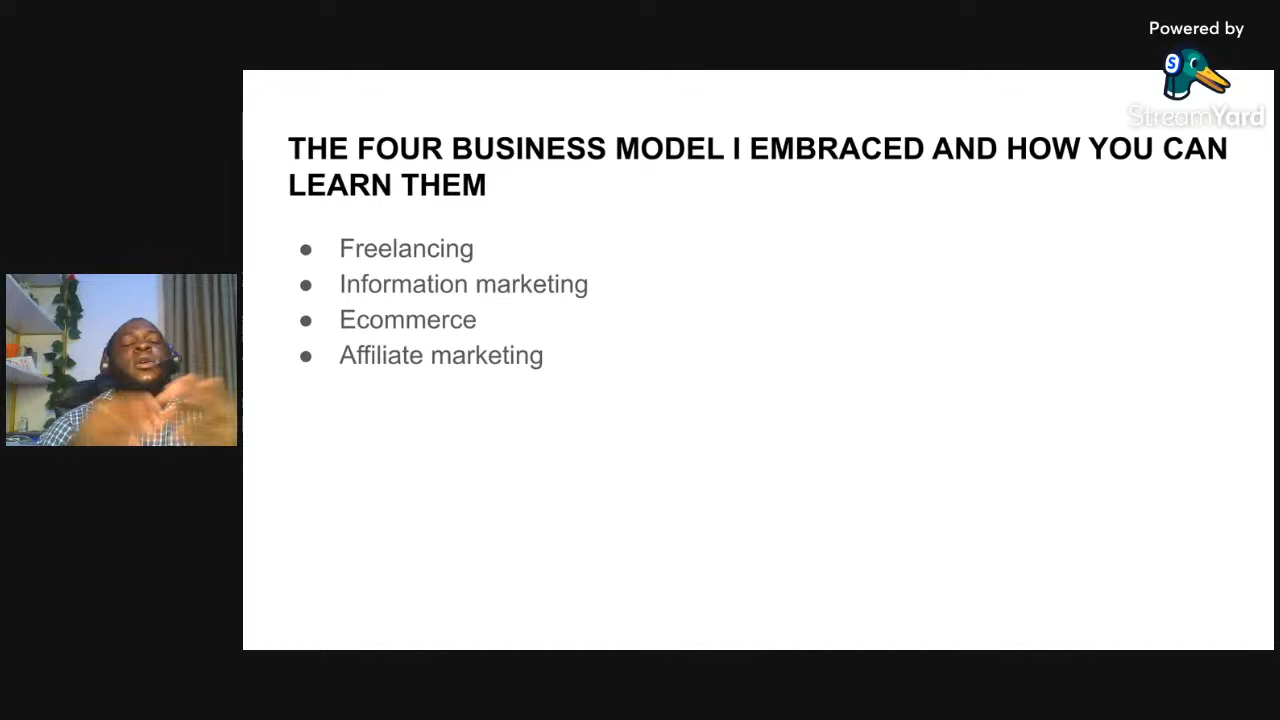 Powered by
StreamYard
THE FOUR BUSINESS MODEL I EMBRACED AND HOW YOU CAN
LEARN THEM
● Freelancing
● Information marketing
● Ecommerce
● Affiliate marketing